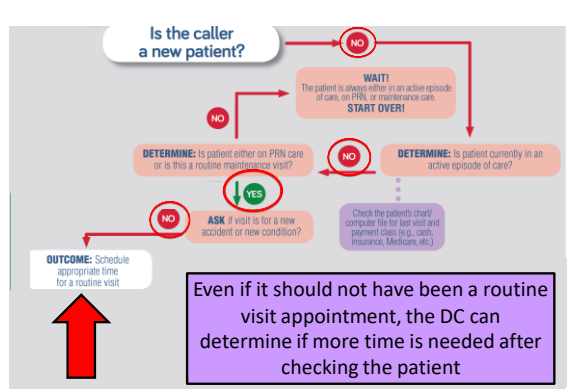 Is the caller
a new patient?
NO
WAIT!
The patient is always either in an active episode
of care, on PRN, or maintenance care.
START OVER!
NO
DETERMINE: Is patient either on PRN care
or is this a routine maintenance visit?
NO
DETERMINE: Is patient currently in an
active episode of care?
YES
NO
ASK if visit is for a new
accident or new condition?
Check the patient's chart/
computer file for last visit and
payment class (e.g., cash,
insurance, Medicare, etc.)
OUTCOME: Schedule
appropriate time
for a routine visit
Even if it should not have been a routine
visit appointment, the DC can
determine if more time is needed after
checking the patient